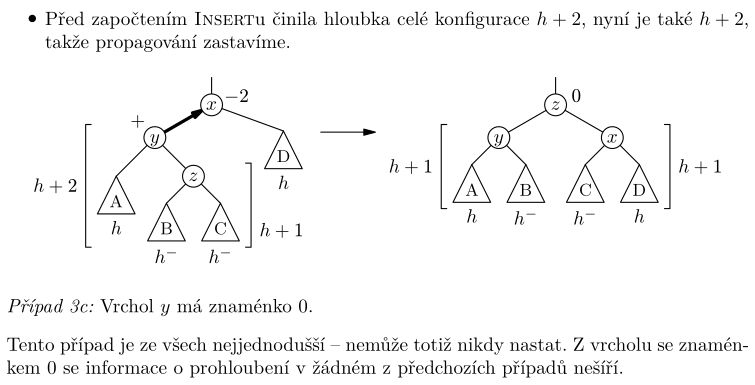 • Před započtením INSERTu činila hloubka celé konfigurace h + 2, nyní je také h + 2,
takže propagování zastavíme.
x −2
+
y
z
D
h
h + 2
A
h
B
C
h + 1
h−
h−
z 0
y
x
h + 1
A
B
C
D
h + 1
h
h−
h−
h
Případ 3c: Vrchol y má znaménko 0.
Tento případ je ze všech nejjednodušší – nemůže totiž nikdy nastat. Z vrcholu se znamén-
kem 0 se informace o prohloubení v žádném z předchozích případů nešíří.